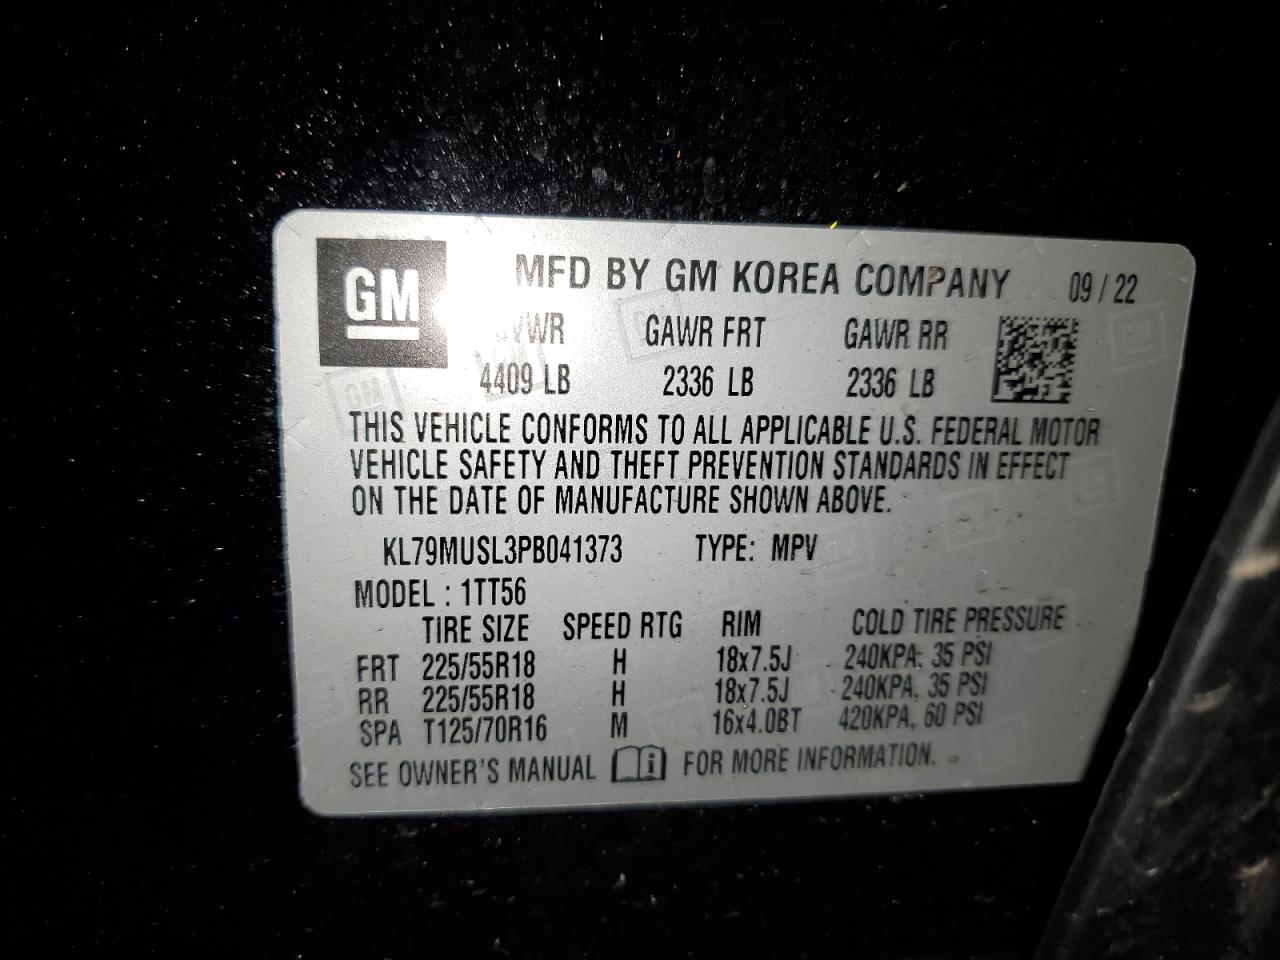 GM MFD BY GM KOREA COMPANY 09/22
GVWR GAWR FRT GAWR RR
4409 LB 2336 LB 2336 LB
THIS VEHICLE CONFORMS TO ALL APPLICABLE U.S. FEDERAL MOTOR
VEHICLE SAFETY AND THEFT PREVENTION STANDARDS IN EFFECT
ON THE DATE OF MANUFACTURE SHOWN ABOVE.
KL79MUSL3PB041373 TYPE: MPV
MODEL : 1TT56
TIRE SIZE SPEED RTG RIM COLD TIRE PRESSURE
FRT 225/55R18 H 18x7.5J 240KPA, 35 PSI
RR 225/55R18 H 18x7.5J 240KPA, 35 PSI
SPA T125/70R16 M 16x4.0BT 420KPA, 60 PSI
SEE OWNER'S MANUAL i FOR MORE INFORMATION.